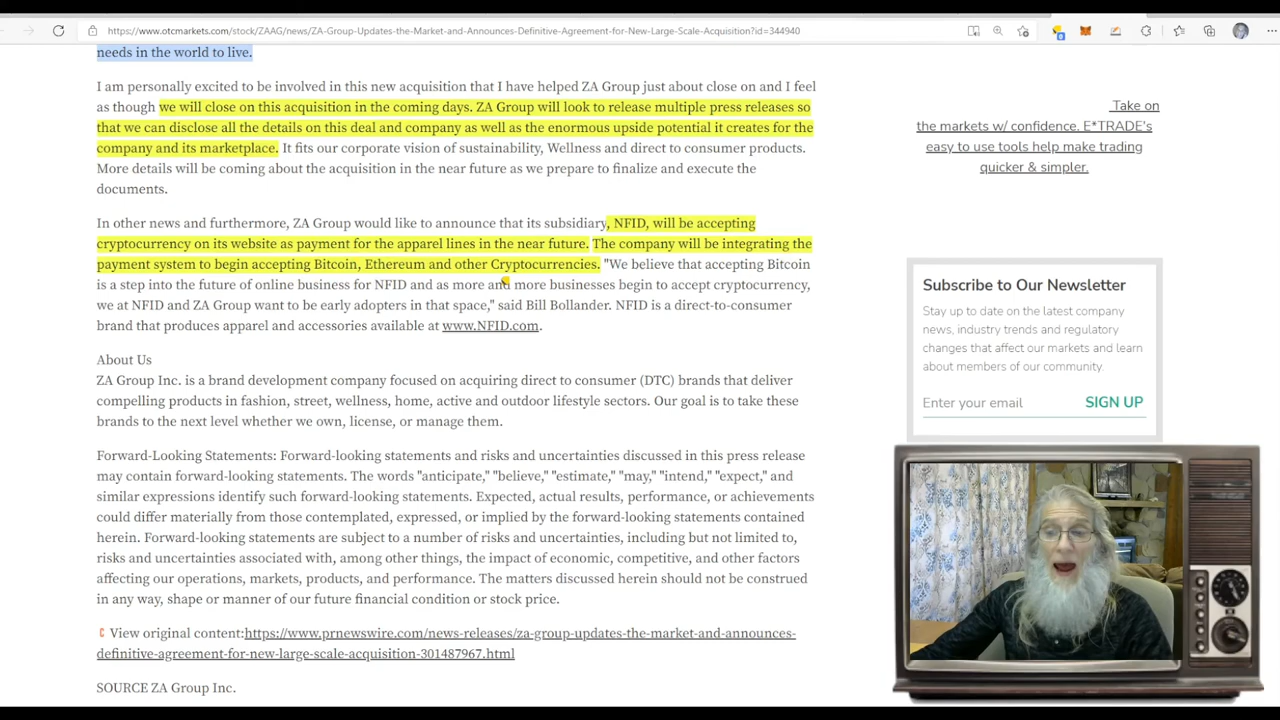 https://www.otcmarkets.com/stock/ZAAG/news/ZA-Group-Updates-the-Market-and-Announces-Definitive-Agreement-for-New-Large-Scale-Acquisition?id=344940
needs in the world to live.
I am personally excited to be involved in this new acquisition that I have helped ZA Group just about close on and I feel
as though we will close on this acquisition in the coming days. ZA Group will look to release multiple press releases so
that we can disclose all the details on this deal and company as well as the enormous upside potential it creates for the
company and its marketplace. It fits our corporate vision of sustainability, Wellness and direct to consumer products.
More details will be coming about the acquisition in the near future as we prepare to finalize and execute the
documents.
In other news and furthermore, ZA Group would like to announce that its subsidiary, NFID, will be accepting
cryptocurrency on its website as payment for the apparel lines in the near future. The company will be integrating the
payment system to begin accepting Bitcoin, Ethereum and other Cryptocurrencies. "We believe that accepting Bitcoin
is a step into the future of online business for NFID and as more and more businesses begin to accept cryptocurrency,
we at NFID and ZA Group want to be early adopters in that space," said Bill Bollander. NFID is a direct-to-consumer
brand that produces apparel and accessories available at www.NFID.com.
About Us
ZA Group Inc. is a brand development company focused on acquiring direct to consumer (DTC) brands that deliver
compelling products in fashion, street, wellness, home, active and outdoor lifestyle sectors. Our goal is to take these
brands to the next level whether we own, license, or manage them.
Forward-Looking Statements: Forward-looking statements and risks and uncertainties discussed in this press release
may contain forward-looking statements. The words "anticipate," "believe," "estimate," "may," "intend," "expect," and
similar expressions identify such forward-looking statements. Expected, actual results, performance, or achievements
could differ materially from those contemplated, expressed, or implied by the forward-looking statements contained
herein. Forward-looking statements are subject to a number of risks and uncertainties, including but not limited to,
risks and uncertainties associated with, among other things, the impact of economic, competitive, and other factors
affecting our operations, markets, products, and performance. The matters discussed herein should not be construed
in any way, shape or manner of our future financial condition or stock price.
View original content:https://www.prnewswire.com/news-releases/za-group-updates-the-market-and-announces-
definitive-agreement-for-new-large-scale-acquisition-301487967.html
SOURCE ZA Group Inc.
Take on
the markets w/ confidence. E*TRADE's
easy to use tools help make trading
quicker & simpler.
Subscribe to Our Newsletter
Stay up to date on the latest company
news, industry trends and regulatory
changes that affect our markets and learn
about members of our community.
Enter your email SIGN UP